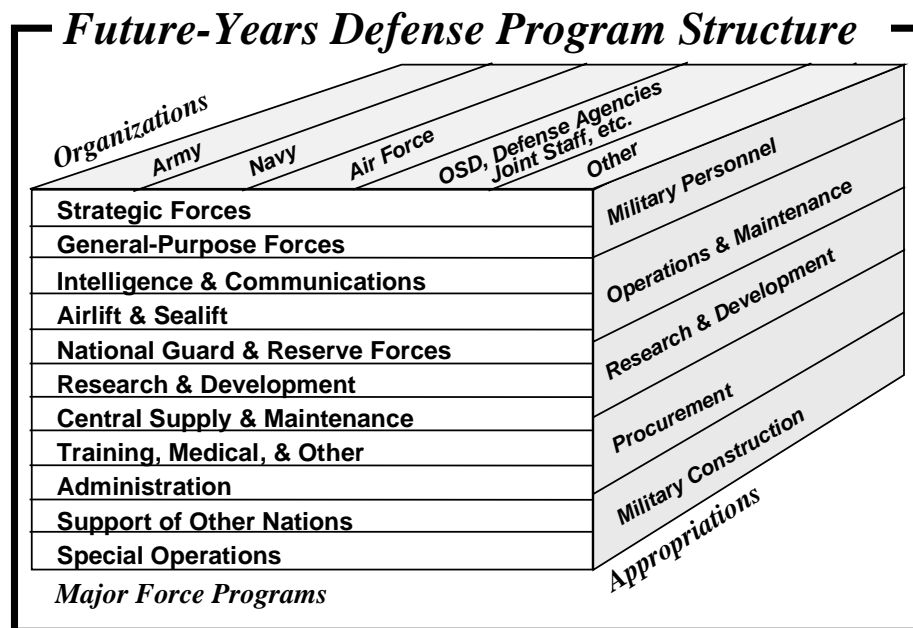 Future-Years Defense Program Structure
Organizations
Army
Navy
Air Force
OSD, Defense Agencies
Joint Staff, etc.
Other
Strategic Forces
General-Purpose Forces
Intelligence & Communications
Airlift & Sealift
National Guard & Reserve Forces
Research & Development
Central Supply & Maintenance
Training, Medical, & Other
Administration
Support of Other Nations
Special Operations
Major Force Programs
Military Personnel
Operations & Maintenance
Research & Development
Procurement
Military Construction
Appropriations